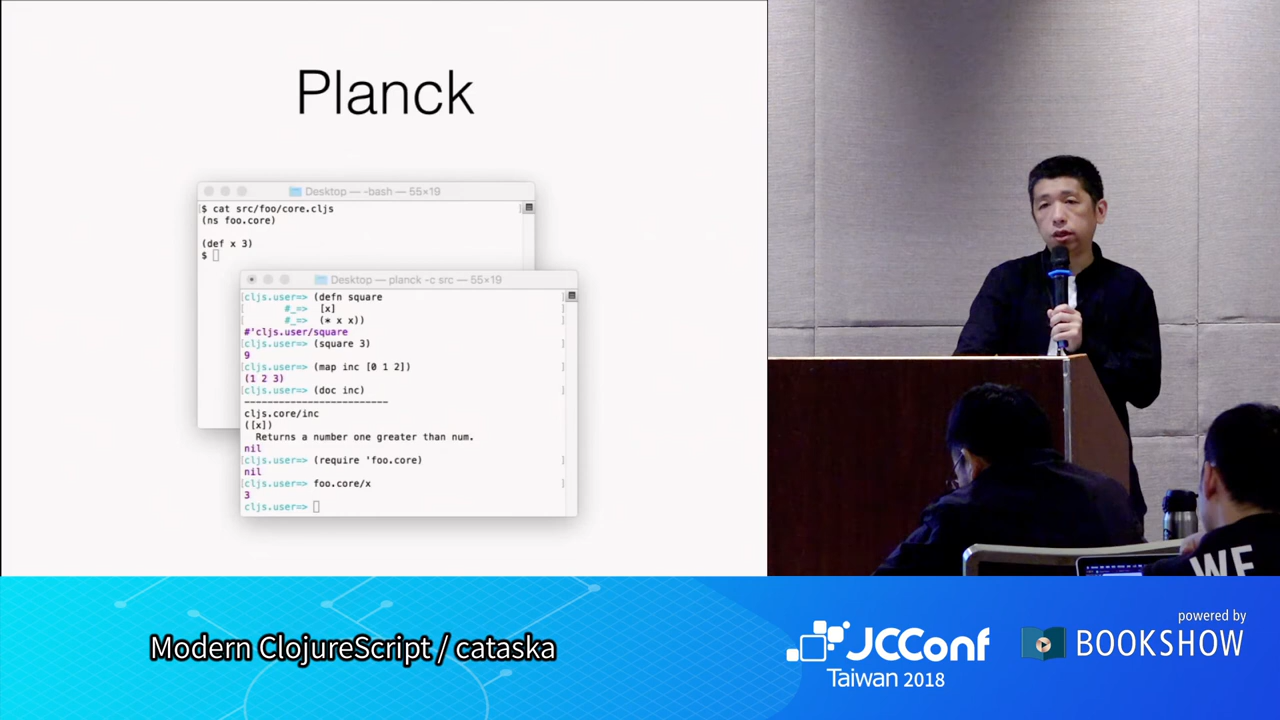 Planck
Desktop — -bash — 55×19
$ cat src/foo/core.cljs
(ns foo.core)
(def x 3)
$
Desktop — planck -c src — 55×19
cljs.user=> (defn square
#_=> [x]
#_=> (* x x))
#'cljs.user/square
cljs.user=> (square 3)
9
cljs.user=> (map inc [0 1 2])
(1 2 3)
cljs.user=> (doc inc)
-------------------------
cljs.core/inc
([x])
Returns a number one greater than num.
nil
cljs.user=> (require 'foo.core)
nil
cljs.user=> foo.core/x
3
cljs.user=>
WE
Modern ClojureScript / cataska
JCConf
Taiwan 2018
powered by
BOOKSHOW